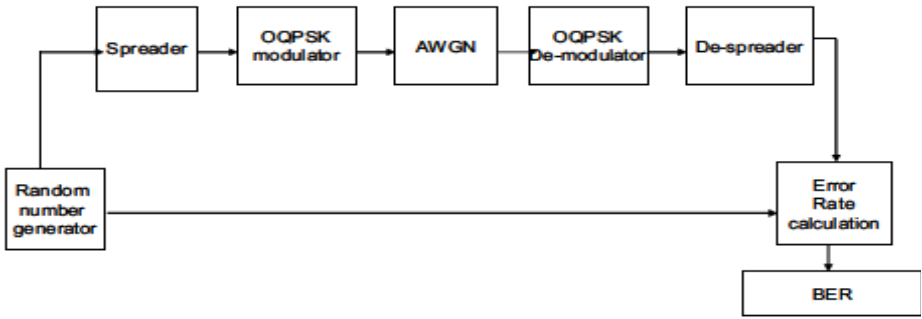 Spreader
OQPSK
modulator
AWGN
OQPSK
De-modulator
De-spreader
Random
number
generator
Error
Rate
calculation
BER